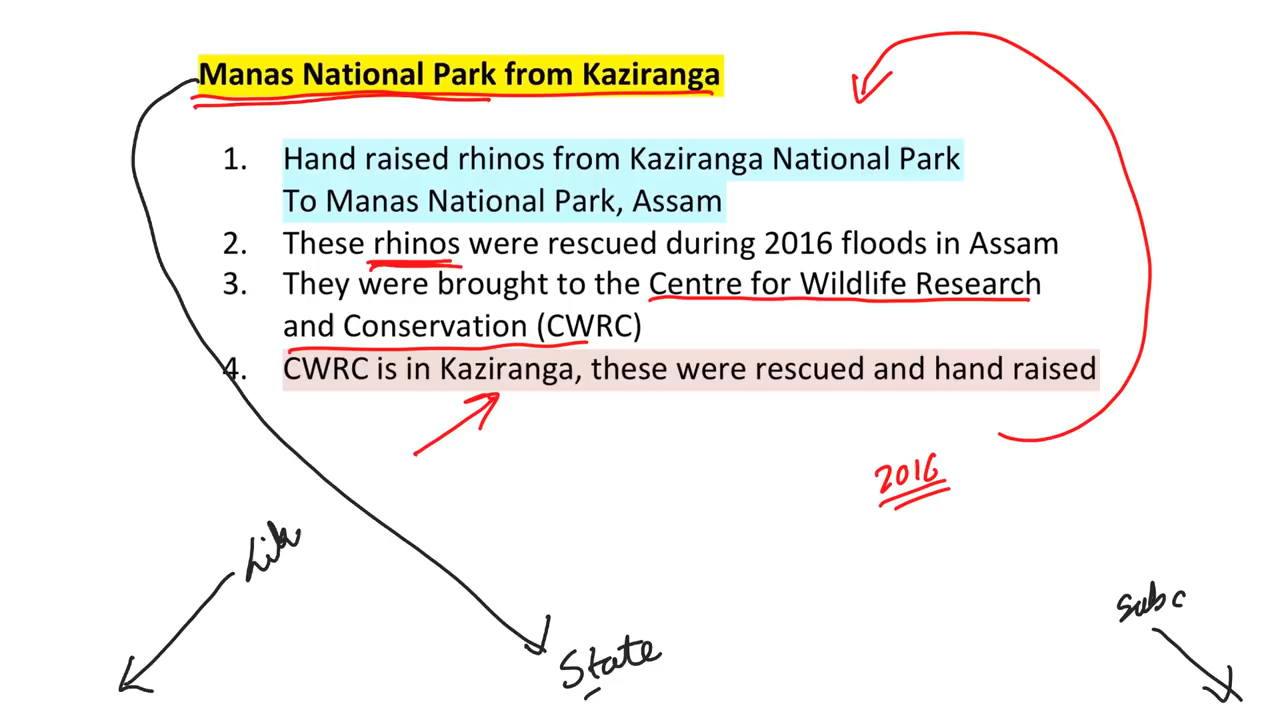 Manas National Park from Kaziranga
1. Hand raised rhinos from Kaziranga National Park
To Manas National Park, Assam
2. These rhinos were rescued during 2016 floods in Assam
3. They were brought to the Centre for Wildlife Research
and Conservation (CWRC)
4. CWRC is in Kaziranga, these were rescued and hand raised
2016
State